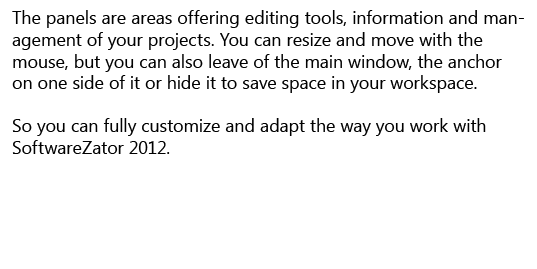 The panels are areas offering editing tools, information and man-
agement of your projects. You can resize and move with the
mouse, but you can also leave of the main window, the anchor
on one side of it or hide it to save space in your workspace.

So you can fully customize and adapt the way you work with
SoftwareZator 2012.